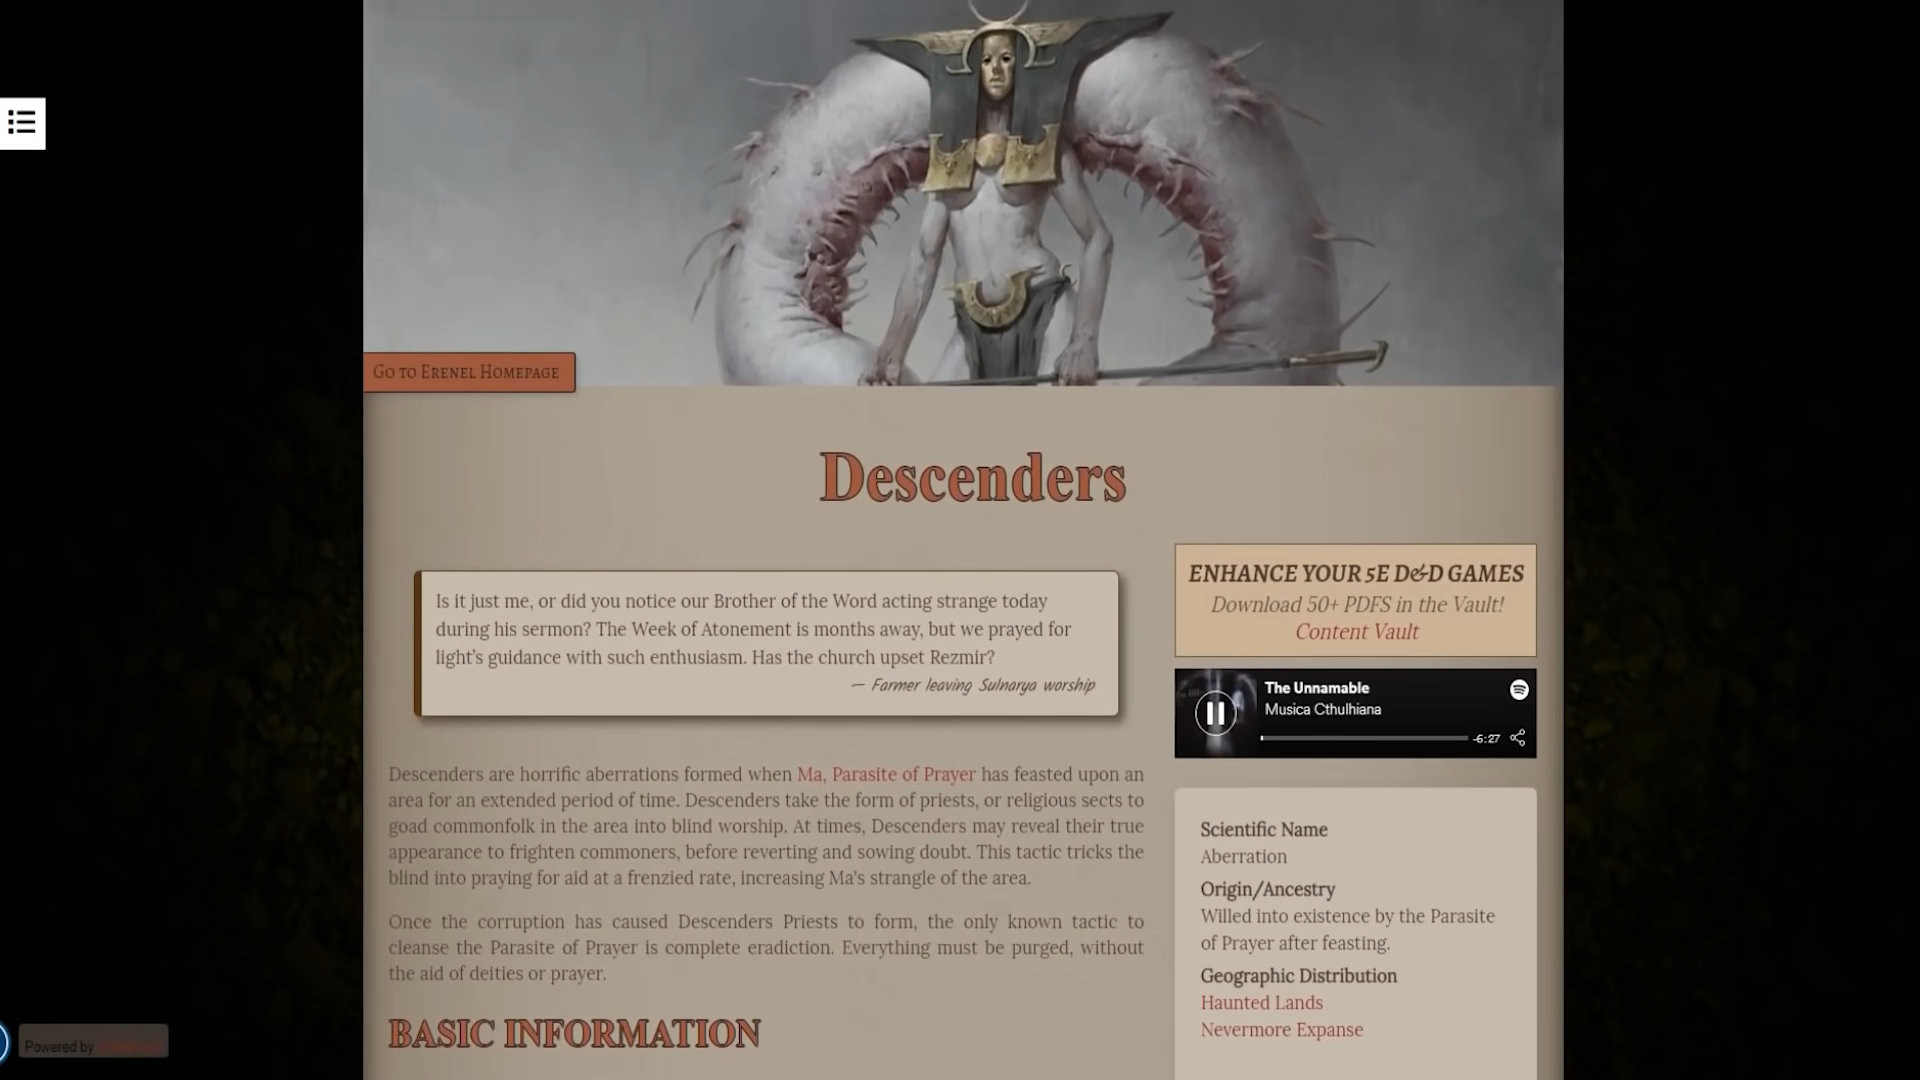 Go to Erenel Homepage
Descenders
Is it just me, or did you notice our Brother of the Word acting strange today
during his sermon? The Week of Atonement is months away, but we prayed for
light's guidance with such enthusiasm. Has the church upset Rezmir?
— Farmer leaving Sulnarya worship
Descenders are horrific aberrations formed when Ma, Parasite of Prayer has feasted upon an
area for an extended period of time. Descenders take the form of priests, or religious sects to
goad commonfolk in the area into blind worship. At times, Descenders may reveal their true
appearance to frighten commoners, before reverting and sowing doubt. This tactic tricks the
blind into praying for aid at a frenzied rate, increasing Ma's strangle of the area.
Once the corruption has caused Descenders Priests to form, the only known tactic to
cleanse the Parasite of Prayer is complete eradiction. Everything must be purged, without
the aid of deities or prayer.
BASIC INFORMATION
ENHANCE YOUR 5E D&D GAMES
Download 50+ PDFS in the Vault!
Content Vault
The Unnamable
Musica Cthulhiana
-6:27
Scientific Name
Aberration
Origin/Ancestry
Willed into existence by the Parasite
of Prayer after feasting.
Geographic Distribution
Haunted Lands
Nevermore Expanse
Powered by